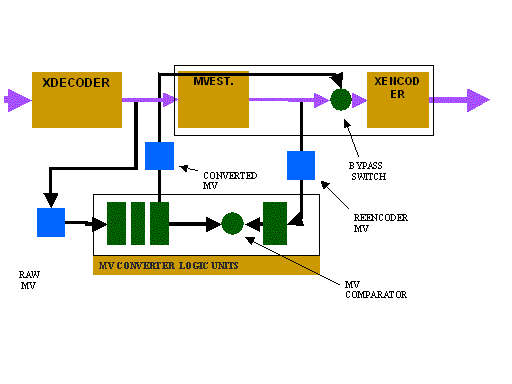 XDECODER
MVEST.
XENCOD
ER
BYPASS
SWITCH
CONVERTED
MV
REENCODER
MV
RAW
MV
MV CONVERTER LOGIC UNITS
MV
COMPARATOR